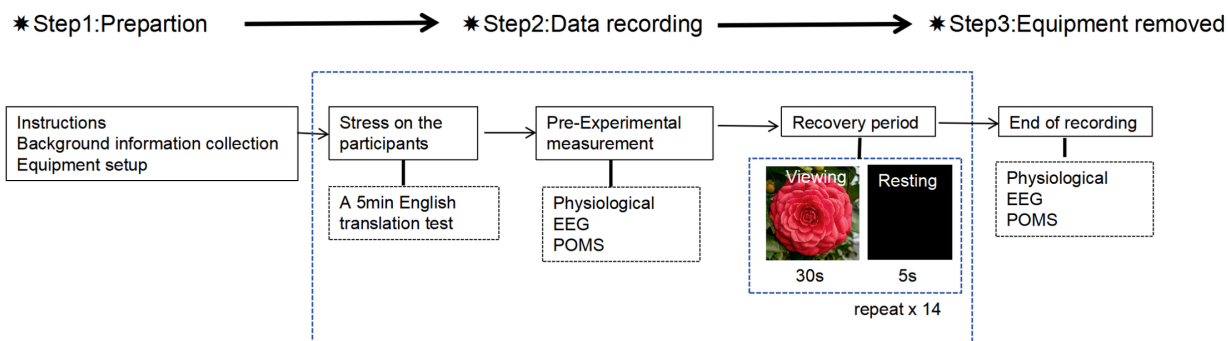 ✷Step1:Prepartion
✷Step2:Data recording
✷Step3:Equipment removed
Instructions
Background information collection
Equipment setup
Stress on the
participants
A 5min English
translation test
Pre-Experimental
measurement
Physiological
EEG
POMS
Recovery period
Viewing
Resting
30s
5s
repeat x 14
End of recording
Physiological
EEG
POMS